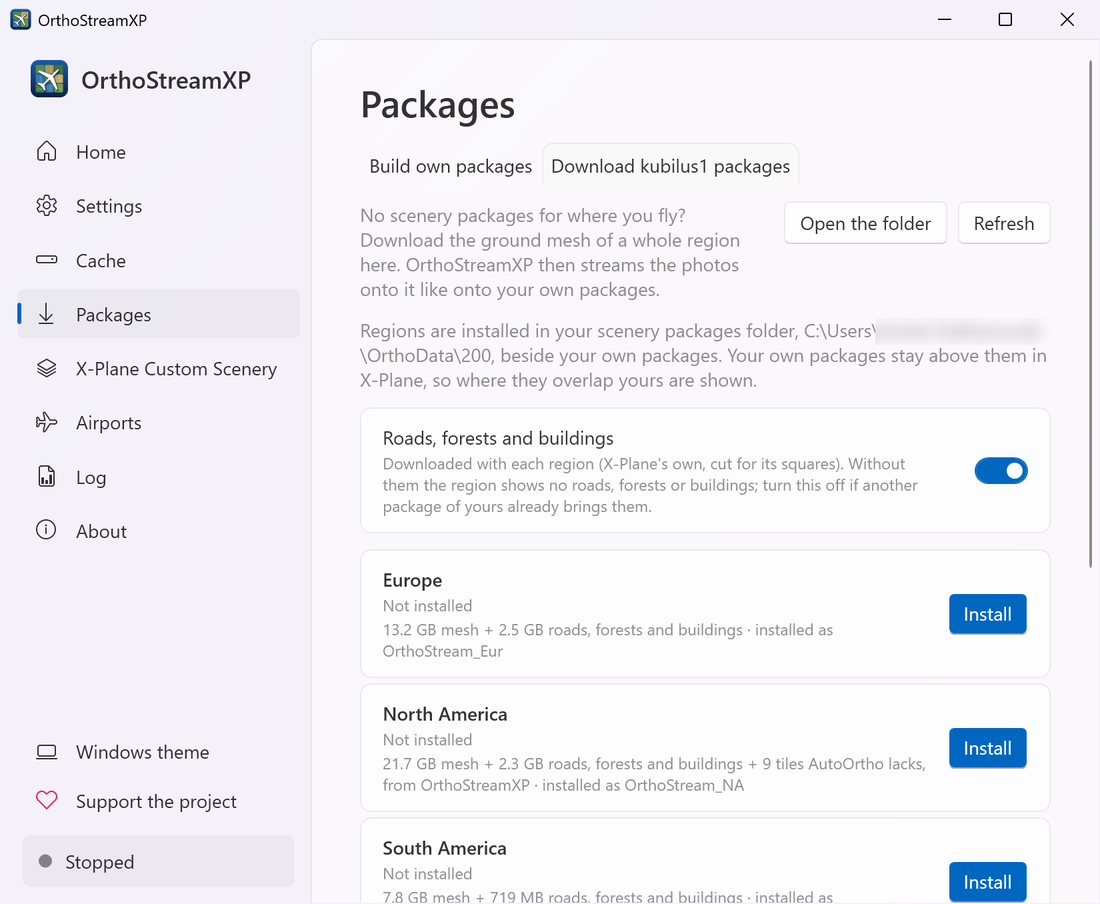 OrthoStreamXP
OrthoStreamXP
Home
Settings
Cache
Packages
X-Plane Custom Scenery
Airports
Log
About
Windows theme
Support the project
Stopped
Packages
Build own packages
Download kubilus1 packages
No scenery packages for where you fly?
Download the ground mesh of a whole region
here. OrthoStreamXP then streams the photos
onto it like onto your own packages.
Open the folder
Refresh
Regions are installed in your scenery packages folder, C:\Users\
\OrthoData\200, beside your own packages. Your own packages stay above them in
X-Plane, so where they overlap yours are shown.
Roads, forests and buildings
Downloaded with each region (X-Plane's own, cut for its squares). Without
them the region shows no roads, forests or buildings; turn this off if another
package of yours already brings them.
Europe
Not installed
13.2 GB mesh + 2.5 GB roads, forests and buildings · installed as
OrthoStream_Eur
Install
North America
Not installed
21.7 GB mesh + 2.3 GB roads, forests and buildings + 9 tiles AutoOrtho lacks,
from OrthoStreamXP · installed as OrthoStream_NA
Install
South America
Not installed
7.8 GB mesh + 719 MB roads, forests and buildings · installed as
Install